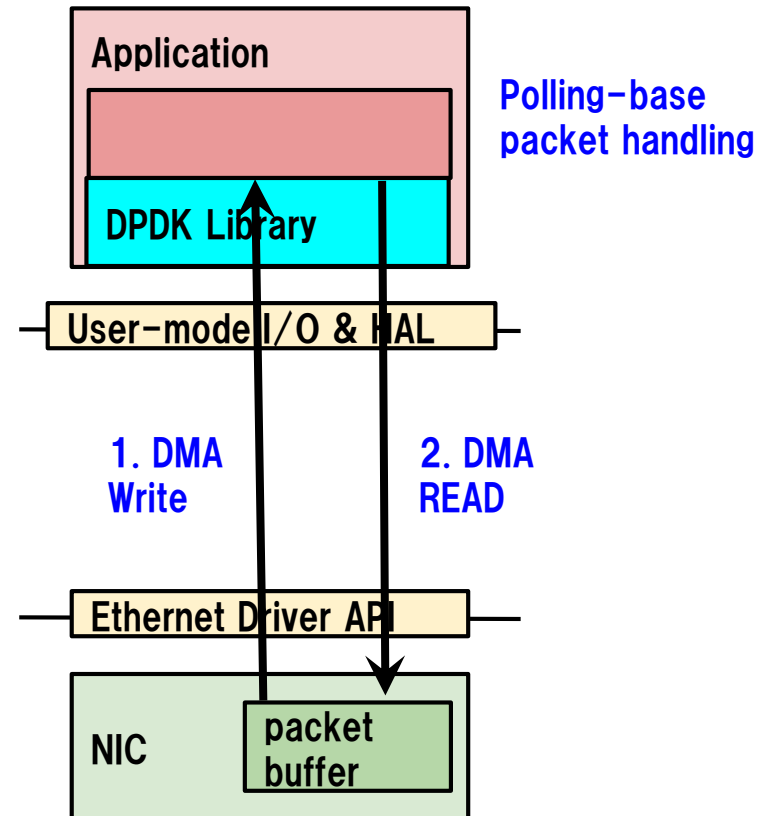 Application
Polling-base
packet handling
DPDK Library
User-mode I/O & HAL
1. DMA
Write
2. DMA
READ
Ethernet Driver API
NIC
packet
buffer